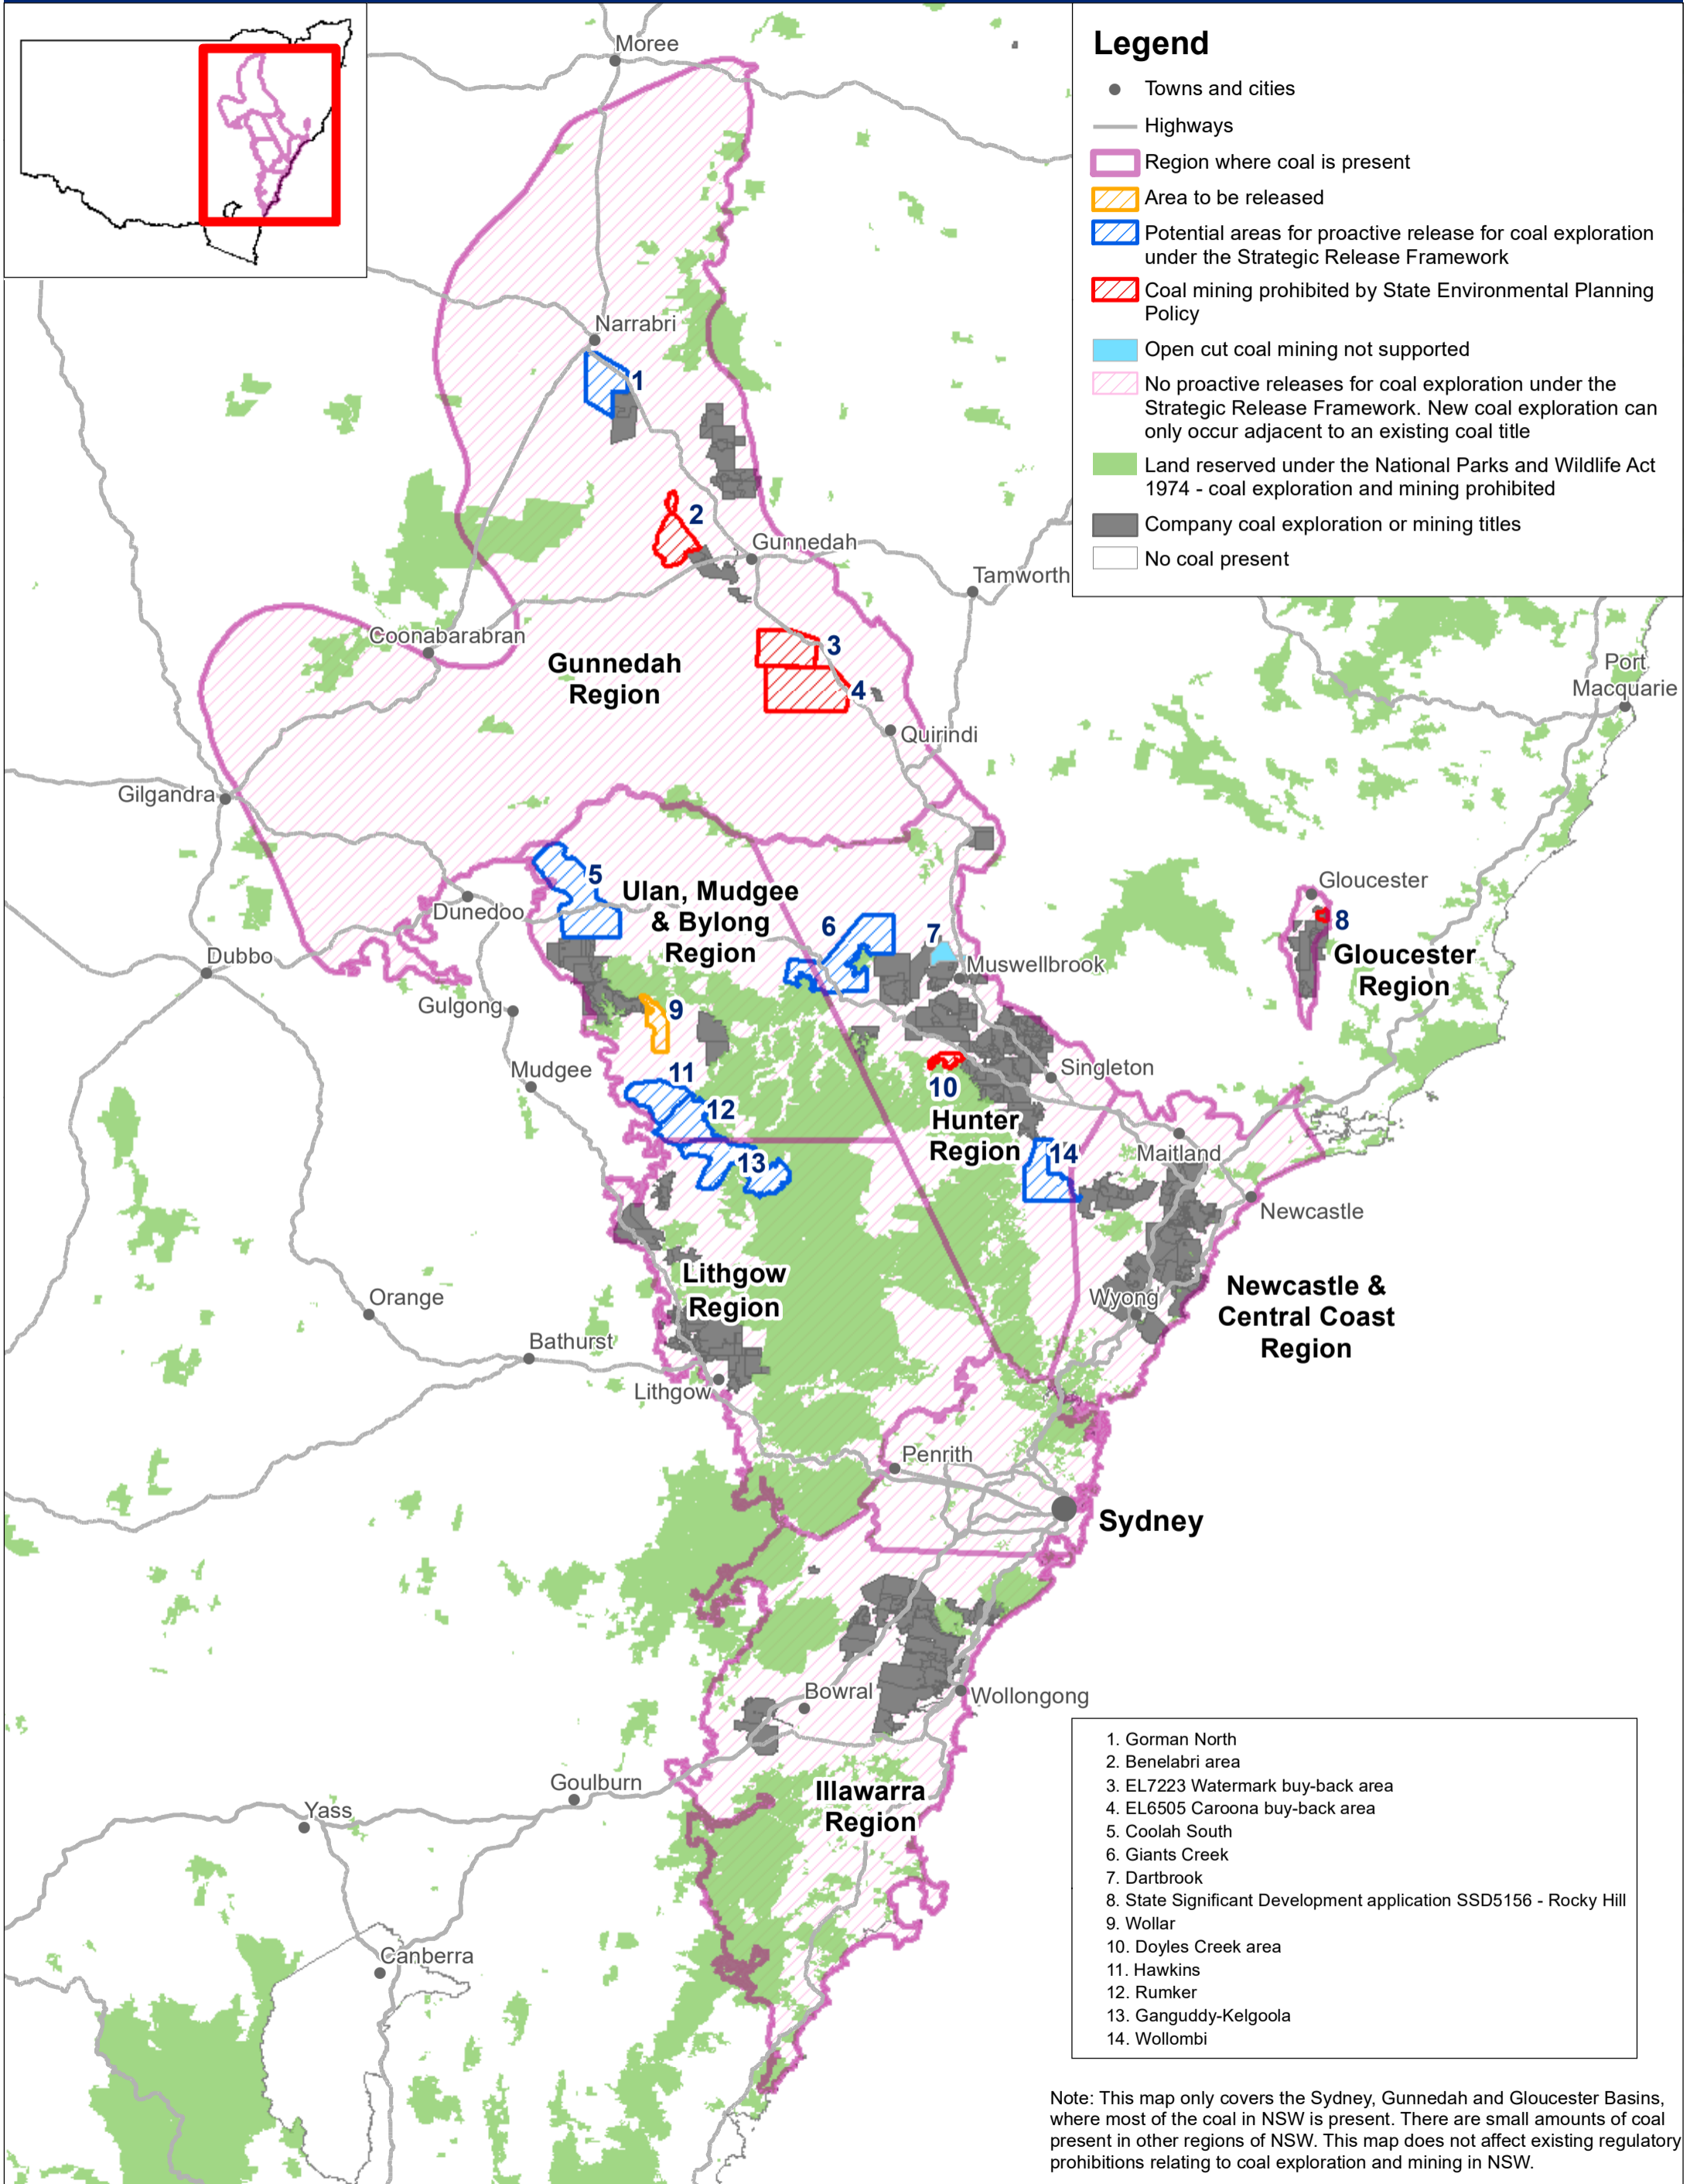 Legend
Towns and cities
Highways
Region where coal is present
Area to be released
Potential areas for proactive release for coal exploration
under the Strategic Release Framework
Coal mining prohibited by State Environmental Planning
Policy
Open cut coal mining not supported
No proactive releases for coal exploration under the
Strategic Release Framework. New coal exploration can
only occur adjacent to an existing coal title
Land reserved under the National Parks and Wildlife Act
1974 - coal exploration and mining prohibited
Company coal exploration or mining titles
No coal present
Moree
Narrabri
1
2
Gunnedah
Tamworth
Coonabarabran
Gunnedah
Region
3
4
Port
Macquarie
Quirindi
Gilgandra
5
Ulan, Mudgee
& Bylong
Region
Dunedoo
6
7
Gloucester
8
Gloucester
Region
Dubbo
Muswellbrook
Gulgong
9
Mudgee
11
12
10
Singleton
Hunter
Region
13
14
Maitland
Newcastle
Lithgow
Region
Wyong
Newcastle &
Central Coast
Region
Orange
Bathurst
Lithgow
Penrith
Sydney
Bowral
Wollongong
Goulburn
Illawarra
Region
Yass
Canberra
1. Gorman North
2. Benelabri area
3. EL7223 Watermark buy-back area
4. EL6505 Caroona buy-back area
5. Coolah South
6. Giants Creek
7. Dartbrook
8. State Significant Development application SSD5156 - Rocky Hill
9. Wollar
10. Doyles Creek area
11. Hawkins
12. Rumker
13. Ganguddy-Kelgoola
14. Wollombi
Note: This map only covers the Sydney, Gunnedah and Gloucester Basins,
where most of the coal in NSW is present. There are small amounts of coal
present in other regions of NSW. This map does not affect existing regulatory
prohibitions relating to coal exploration and mining in NSW.